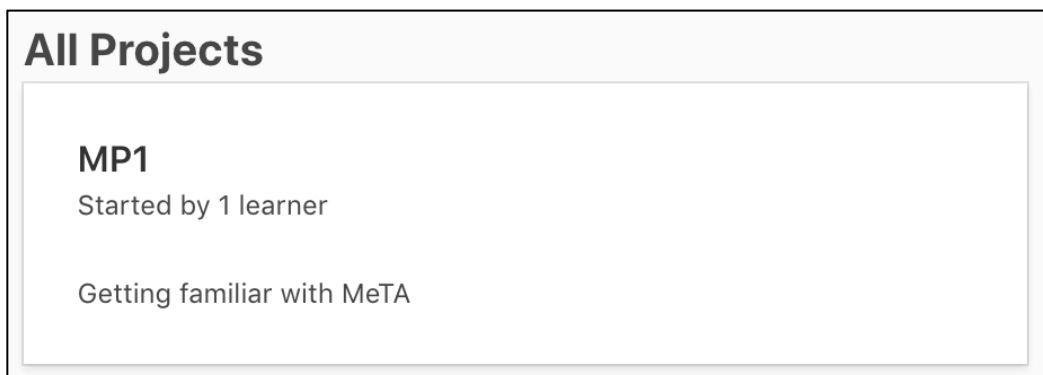 All Projects
MP1
Started by 1 learner
Getting familiar with MeTA